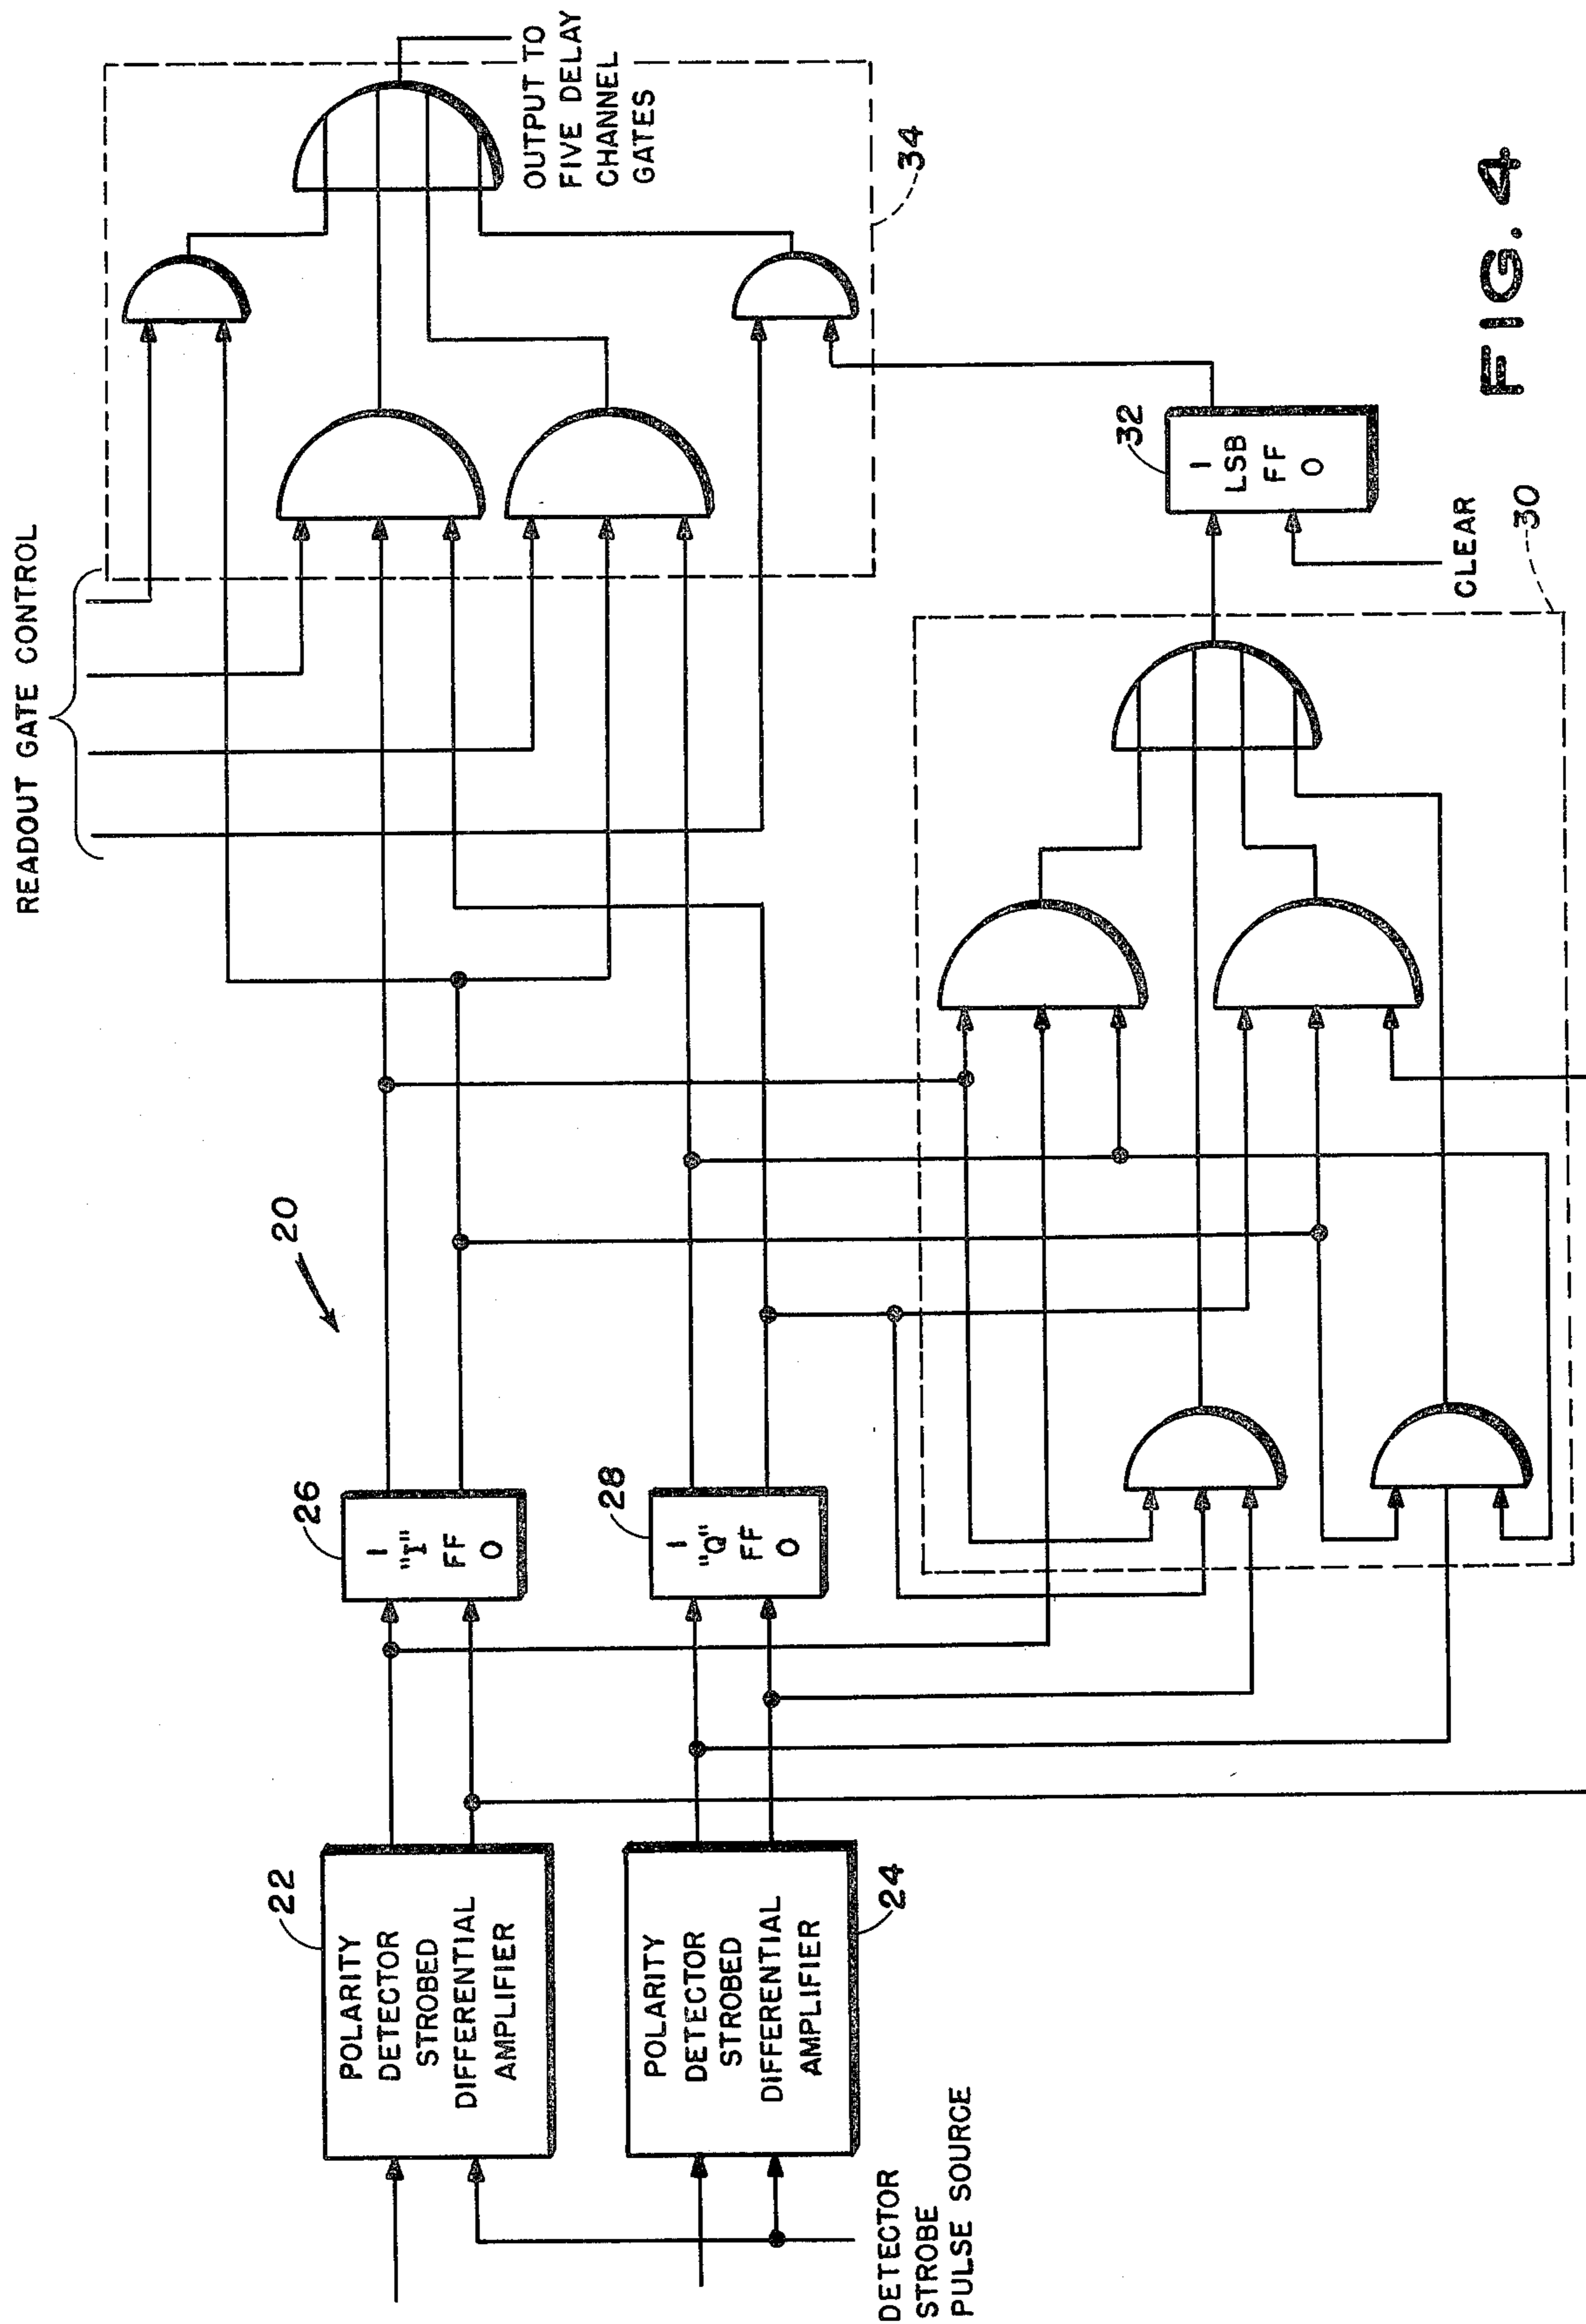 READOUT GATE CONTROL
OUTPUT TO
FIVE DELAY
CHANNEL
GATES
34
20
26
1
"I"
FF
0
28
1
"Q"
FF
0
22
POLARITY
DETECTOR
STROBED
DIFFERENTIAL
AMPLIFIER
24
POLARITY
DETECTOR
STROBED
DIFFERENTIAL
AMPLIFIER
DETECTOR
STROBE
PULSE SOURCE
32
1
LSB
FF
0
CLEAR
30
FIG. 4